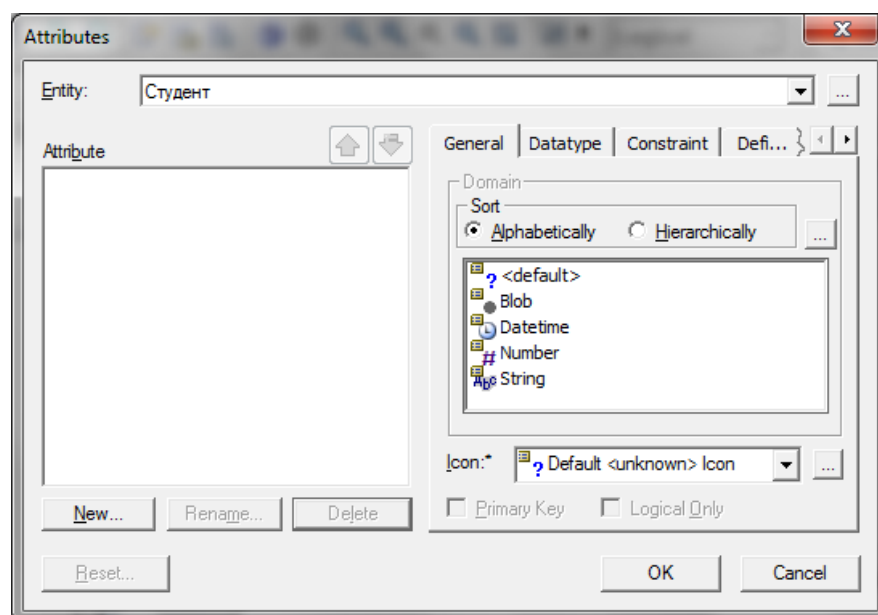 Attributes
Entity: Студент ...
Attribute
General Datatype Constraint Defi...
Domain
Sort
Alphabetically Hierarchically ...
<default>
Blob
Datetime
Number
String
Icon:* Default <unknown> Icon ...
New... Rename... Delete
Primary Key Logical Only
Reset... OK Cancel